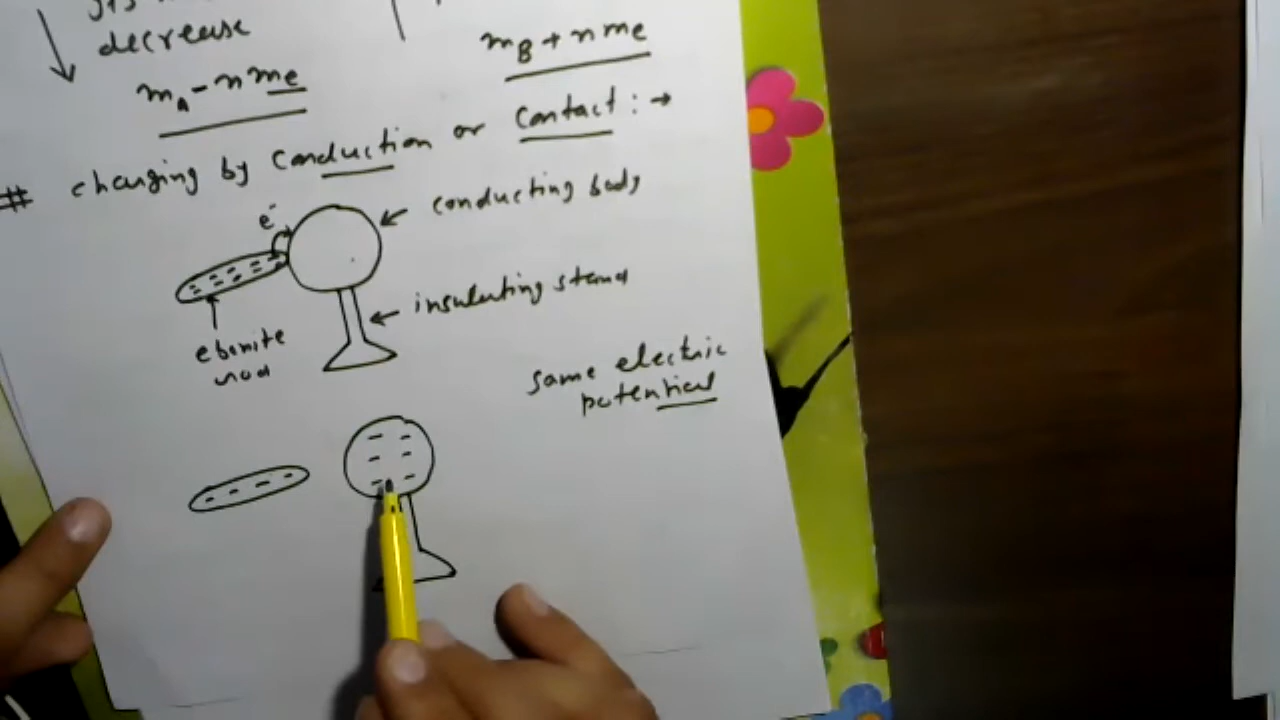 decrease
mA - nme
mB + nme
# charging by Conduction or Contact : →
e-
conducting body
insulating stand
ebonite
rod
same electric
potential